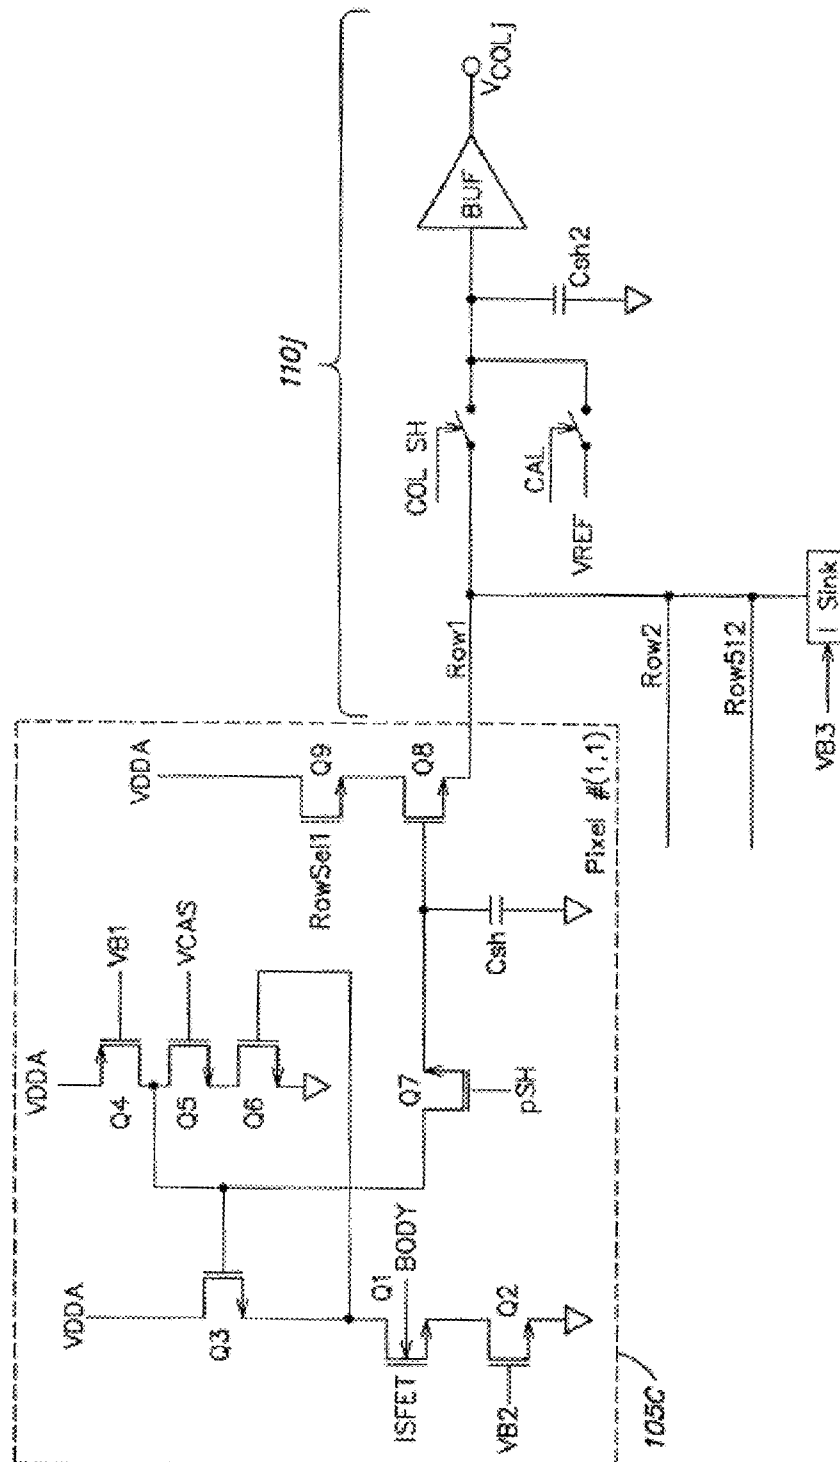 110j
VCOLj
BUF
Csh2
COL SH
CAL
VREF
Row1
Row2
Row512
I Sink
VB3
VDDA
Q9
RowSel1
Q8
Pixel #(1,1)
Csh
VDDA
VB1
Q4
VCAS
Q5
Q6
Q7
pSH
VDDA
Q3
Q1
BODY
ISFET
Q2
VB2
105C